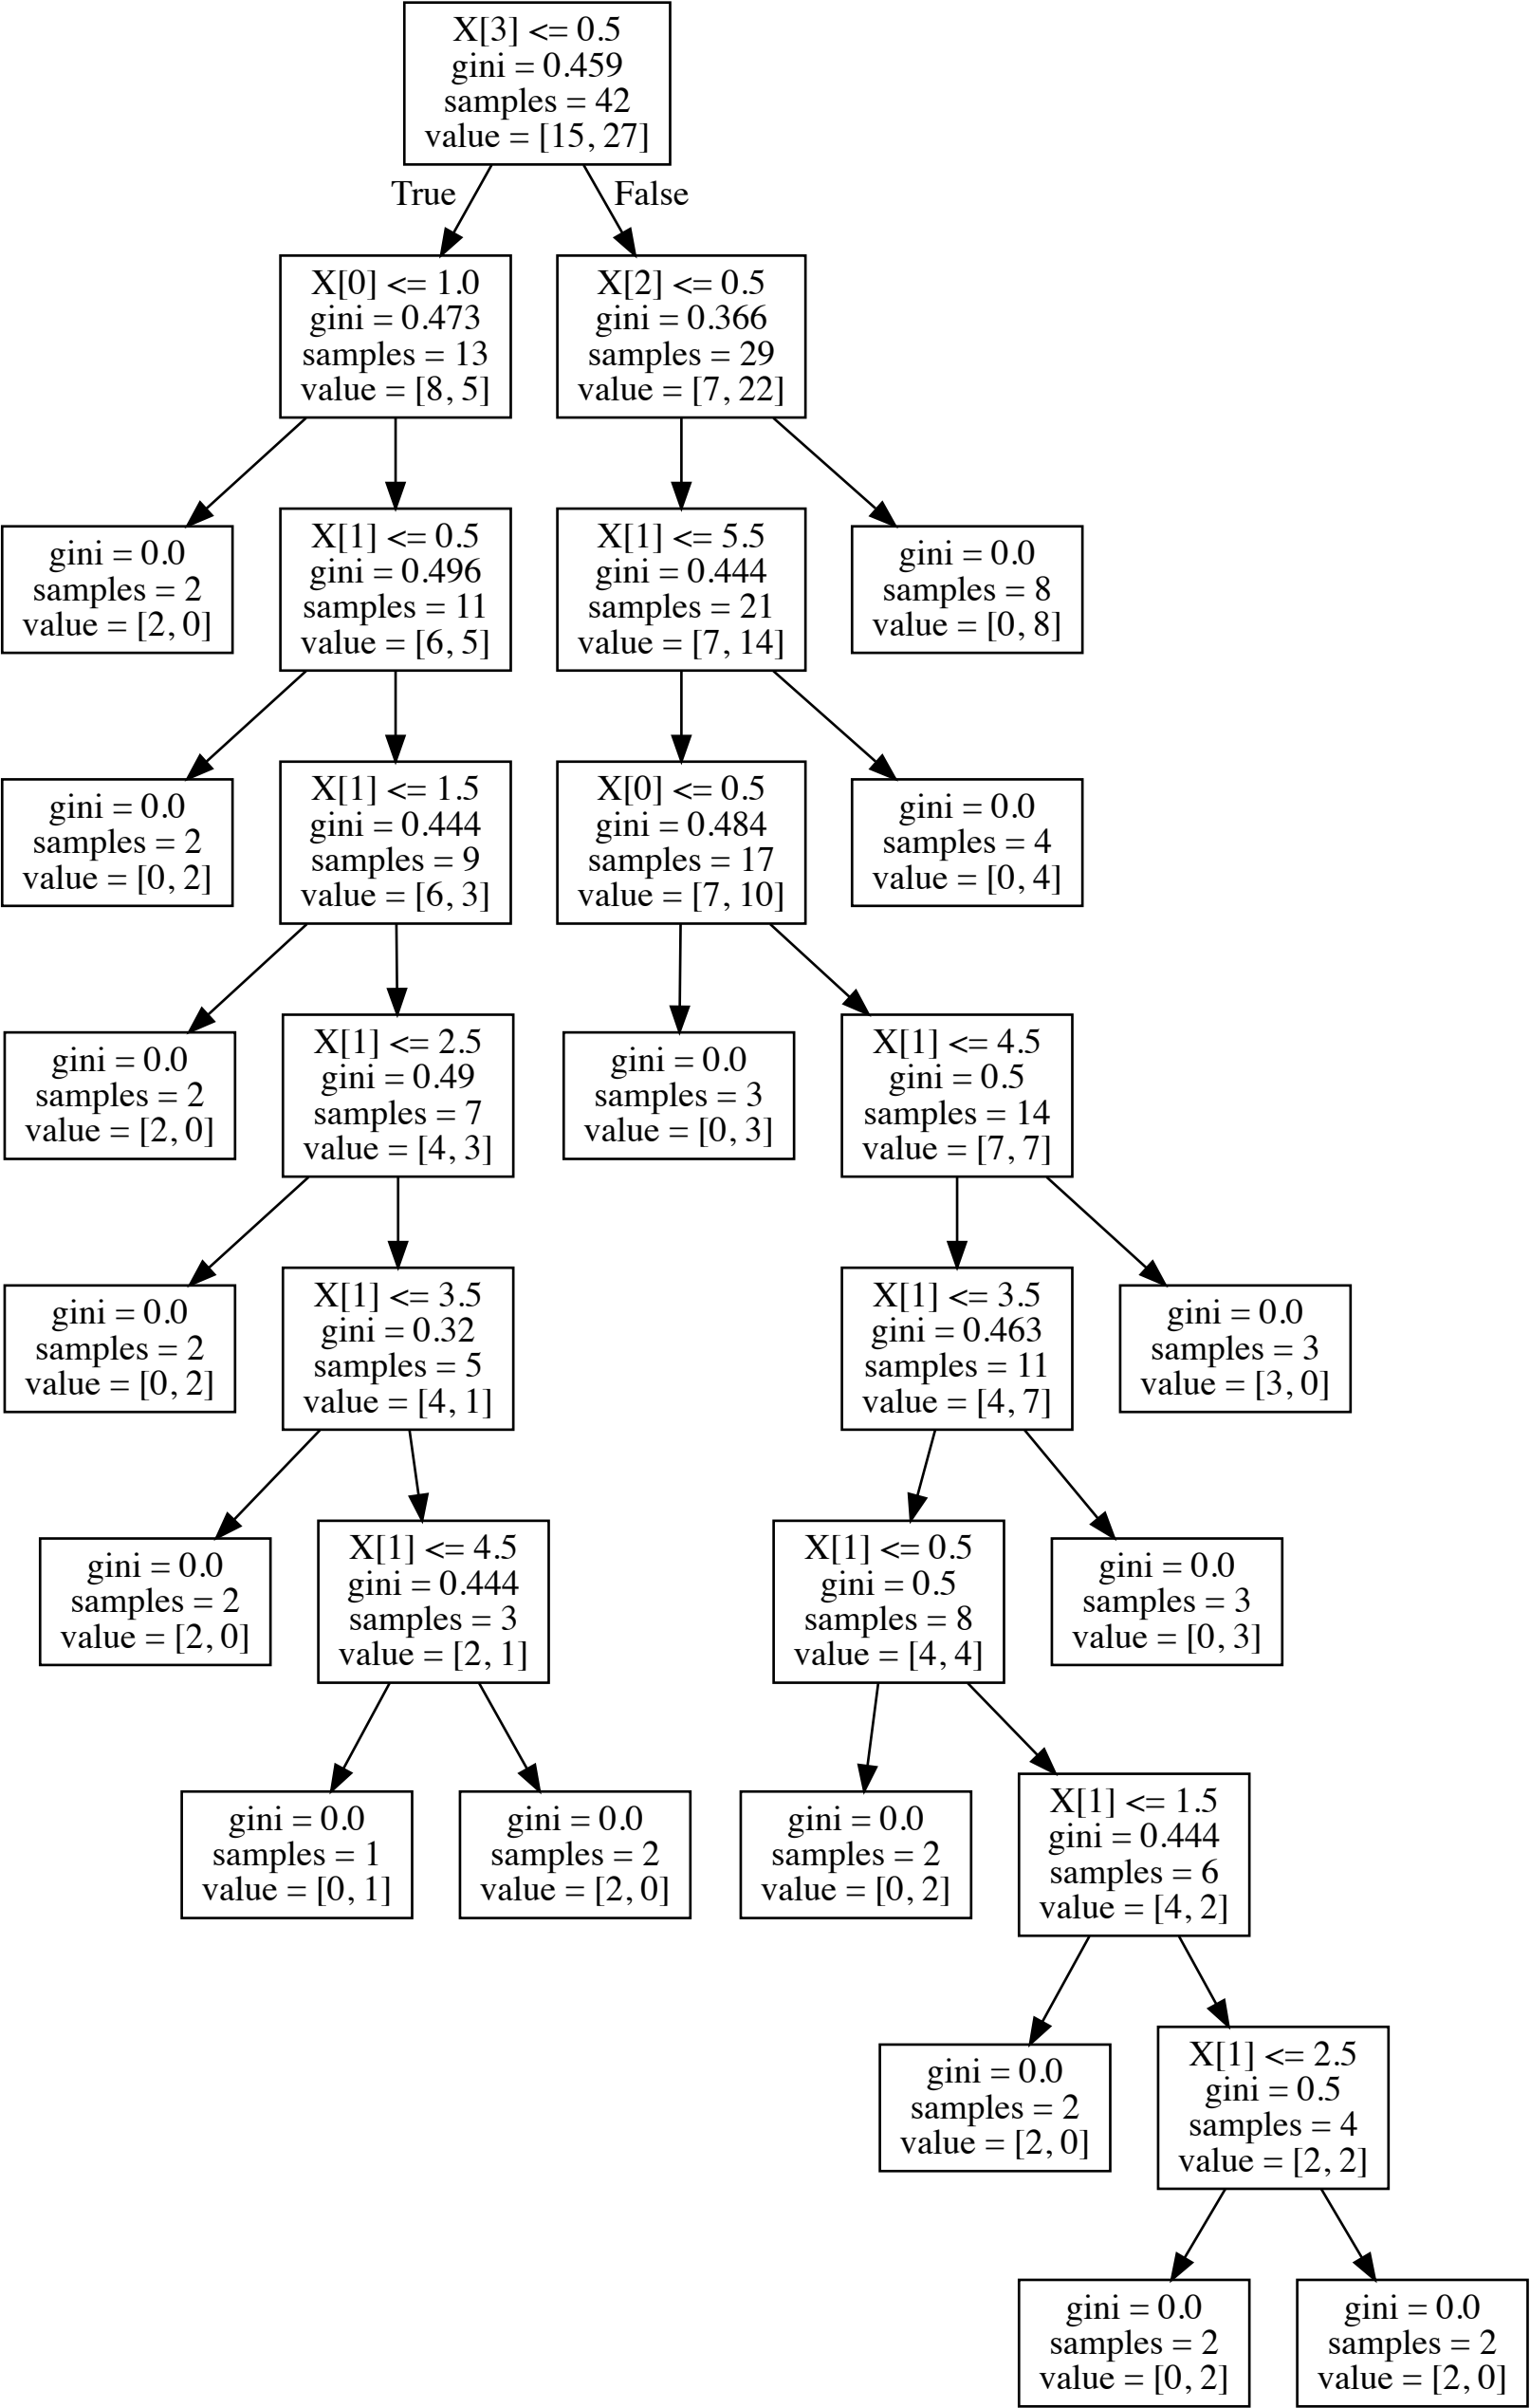 X[3] <= 0.5
gini = 0.459
samples = 42
value = [15, 27]
True
False
X[0] <= 1.0
gini = 0.473
samples = 13
value = [8, 5]
X[2] <= 0.5
gini = 0.366
samples = 29
value = [7, 22]
gini = 0.0
samples = 2
value = [2, 0]
X[1] <= 0.5
gini = 0.496
samples = 11
value = [6, 5]
X[1] <= 5.5
gini = 0.444
samples = 21
value = [7, 14]
gini = 0.0
samples = 8
value = [0, 8]
gini = 0.0
samples = 2
value = [0, 2]
X[1] <= 1.5
gini = 0.444
samples = 9
value = [6, 3]
X[0] <= 0.5
gini = 0.484
samples = 17
value = [7, 10]
gini = 0.0
samples = 4
value = [0, 4]
gini = 0.0
samples = 2
value = [2, 0]
X[1] <= 2.5
gini = 0.49
samples = 7
value = [4, 3]
gini = 0.0
samples = 3
value = [0, 3]
X[1] <= 4.5
gini = 0.5
samples = 14
value = [7, 7]
gini = 0.0
samples = 2
value = [0, 2]
X[1] <= 3.5
gini = 0.32
samples = 5
value = [4, 1]
X[1] <= 3.5
gini = 0.463
samples = 11
value = [4, 7]
gini = 0.0
samples = 3
value = [3, 0]
gini = 0.0
samples = 2
value = [2, 0]
X[1] <= 4.5
gini = 0.444
samples = 3
value = [2, 1]
X[1] <= 0.5
gini = 0.5
samples = 8
value = [4, 4]
gini = 0.0
samples = 3
value = [0, 3]
gini = 0.0
samples = 1
value = [0, 1]
gini = 0.0
samples = 2
value = [2, 0]
gini = 0.0
samples = 2
value = [0, 2]
X[1] <= 1.5
gini = 0.444
samples = 6
value = [4, 2]
gini = 0.0
samples = 2
value = [2, 0]
X[1] <= 2.5
gini = 0.5
samples = 4
value = [2, 2]
gini = 0.0
samples = 2
value = [0, 2]
gini = 0.0
samples = 2
value = [2, 0]